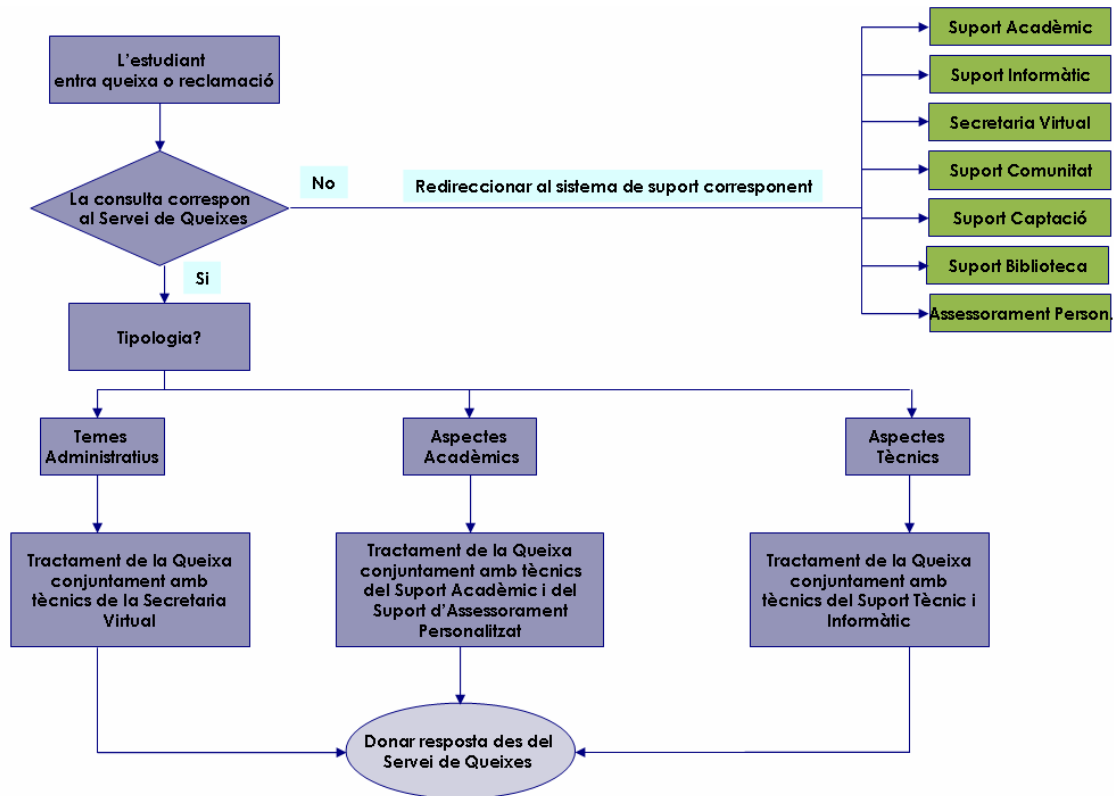 L'estudiant
entra queixa o reclamació
La consulta correspon
al Servei de Queixes
No
Redireccionar al sistema de suport corresponent
Suport Acadèmic
Suport Informàtic
Secretaria Virtual
Suport Comunitat
Suport Captació
Suport Biblioteca
Assessorament Person.
Si
Tipologia?
Temes
Administratius
Aspectes
Acadèmics
Aspectes
Tècnics
Tractament de la Queixa
conjuntament amb
tècnics de la Secretaria
Virtual
Tractament de la Queixa
conjuntament amb tècnics
del Suport Acadèmic i del
Suport d'Assessorament
Personalitzat
Tractament de la Queixa
conjuntament amb
tècnics del Suport Tècnic i
Informàtic
Donar resposta des del
Servei de Queixes